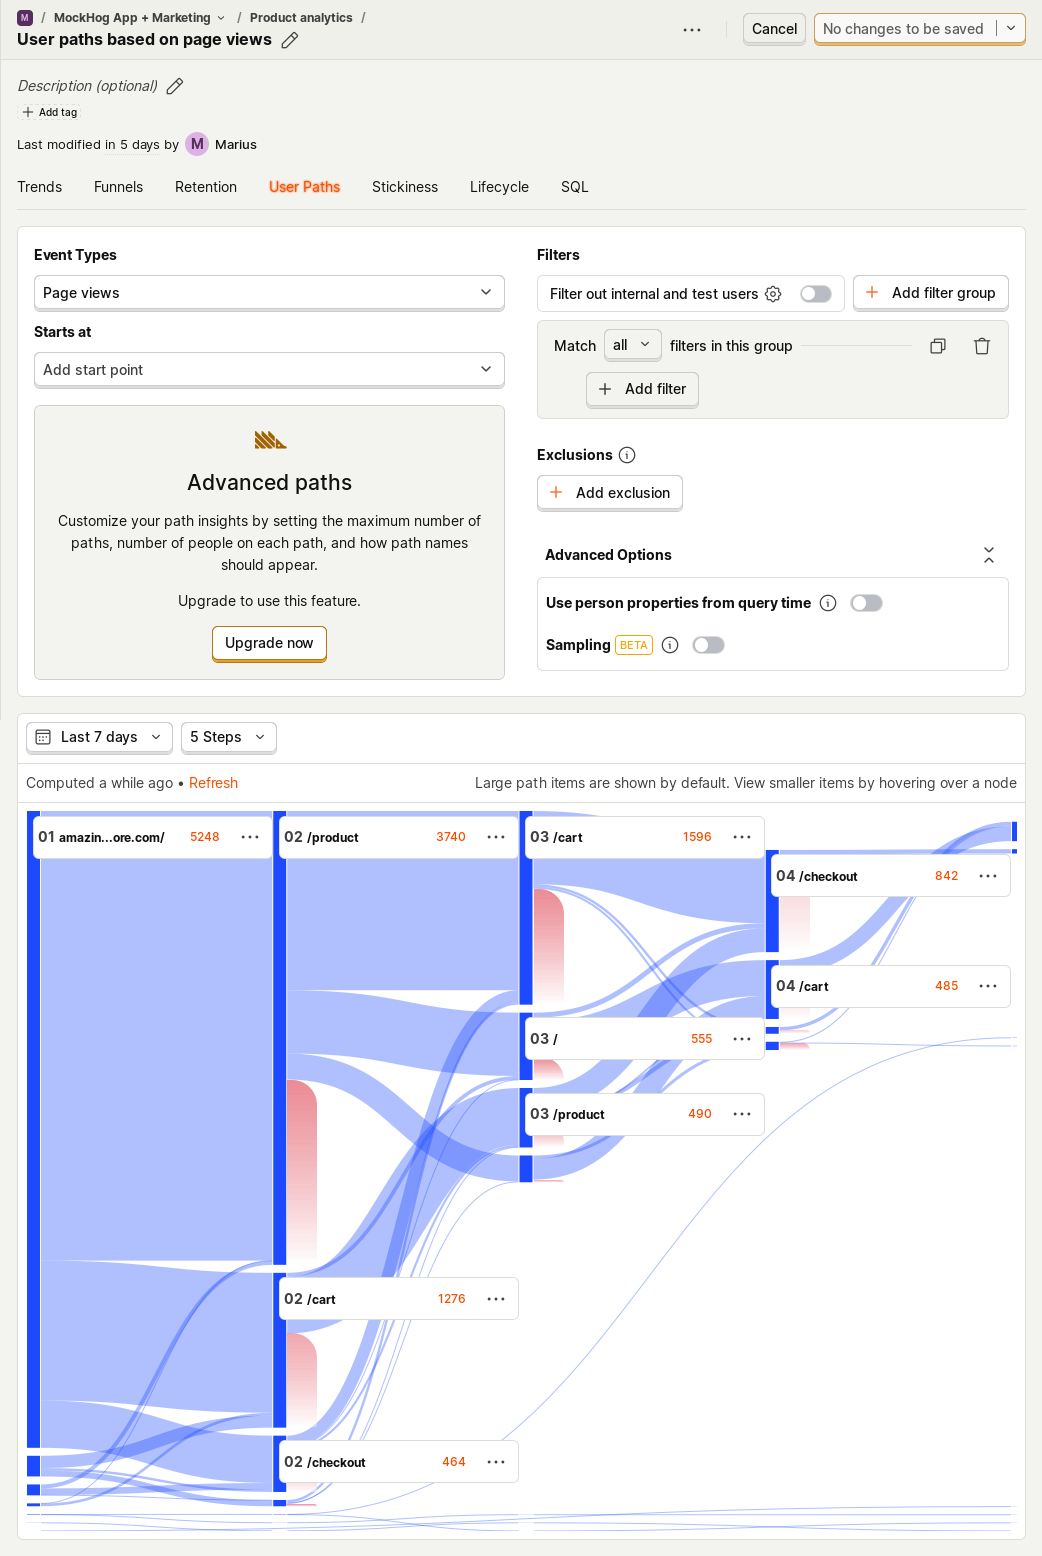 M / MockHog App + Marketing / Product analytics /
User paths based on page views
Cancel
No changes to be saved
Description (optional)
Add tag
Last modified in 5 days by M Marius
Trends Funnels Retention User Paths Stickiness Lifecycle SQL
Event Types
Page views
Starts at
Add start point
Advanced paths
Customize your path insights by setting the maximum number of
paths, number of people on each path, and how path names
should appear.
Upgrade to use this feature.
Upgrade now
Filters
Filter out internal and test users
Add filter group
Match all filters in this group
Add filter
Exclusions
Add exclusion
Advanced Options
Use person properties from query time
Sampling BETA
Last 7 days
5 Steps
Computed a while ago • Refresh
Large path items are shown by default. View smaller items by hovering over a node
01 amazin...ore.com/ 5248
02 /product 3740
03 /cart 1596
04 /checkout 842
04 /cart 485
03 / 555
03 /product 490
02 /cart 1276
02 /checkout 464